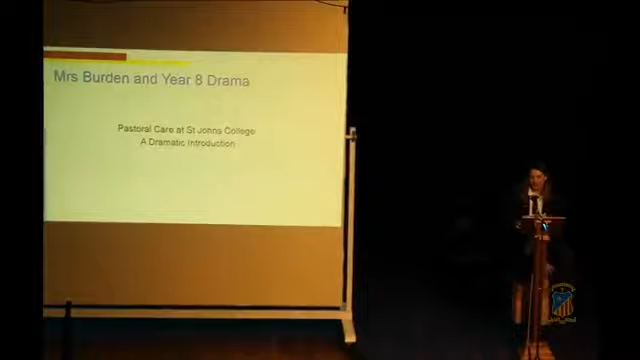 Mrs Burden and Year 8 Drama
Pastoral Care at St Johns College
A Dramatic Introduction